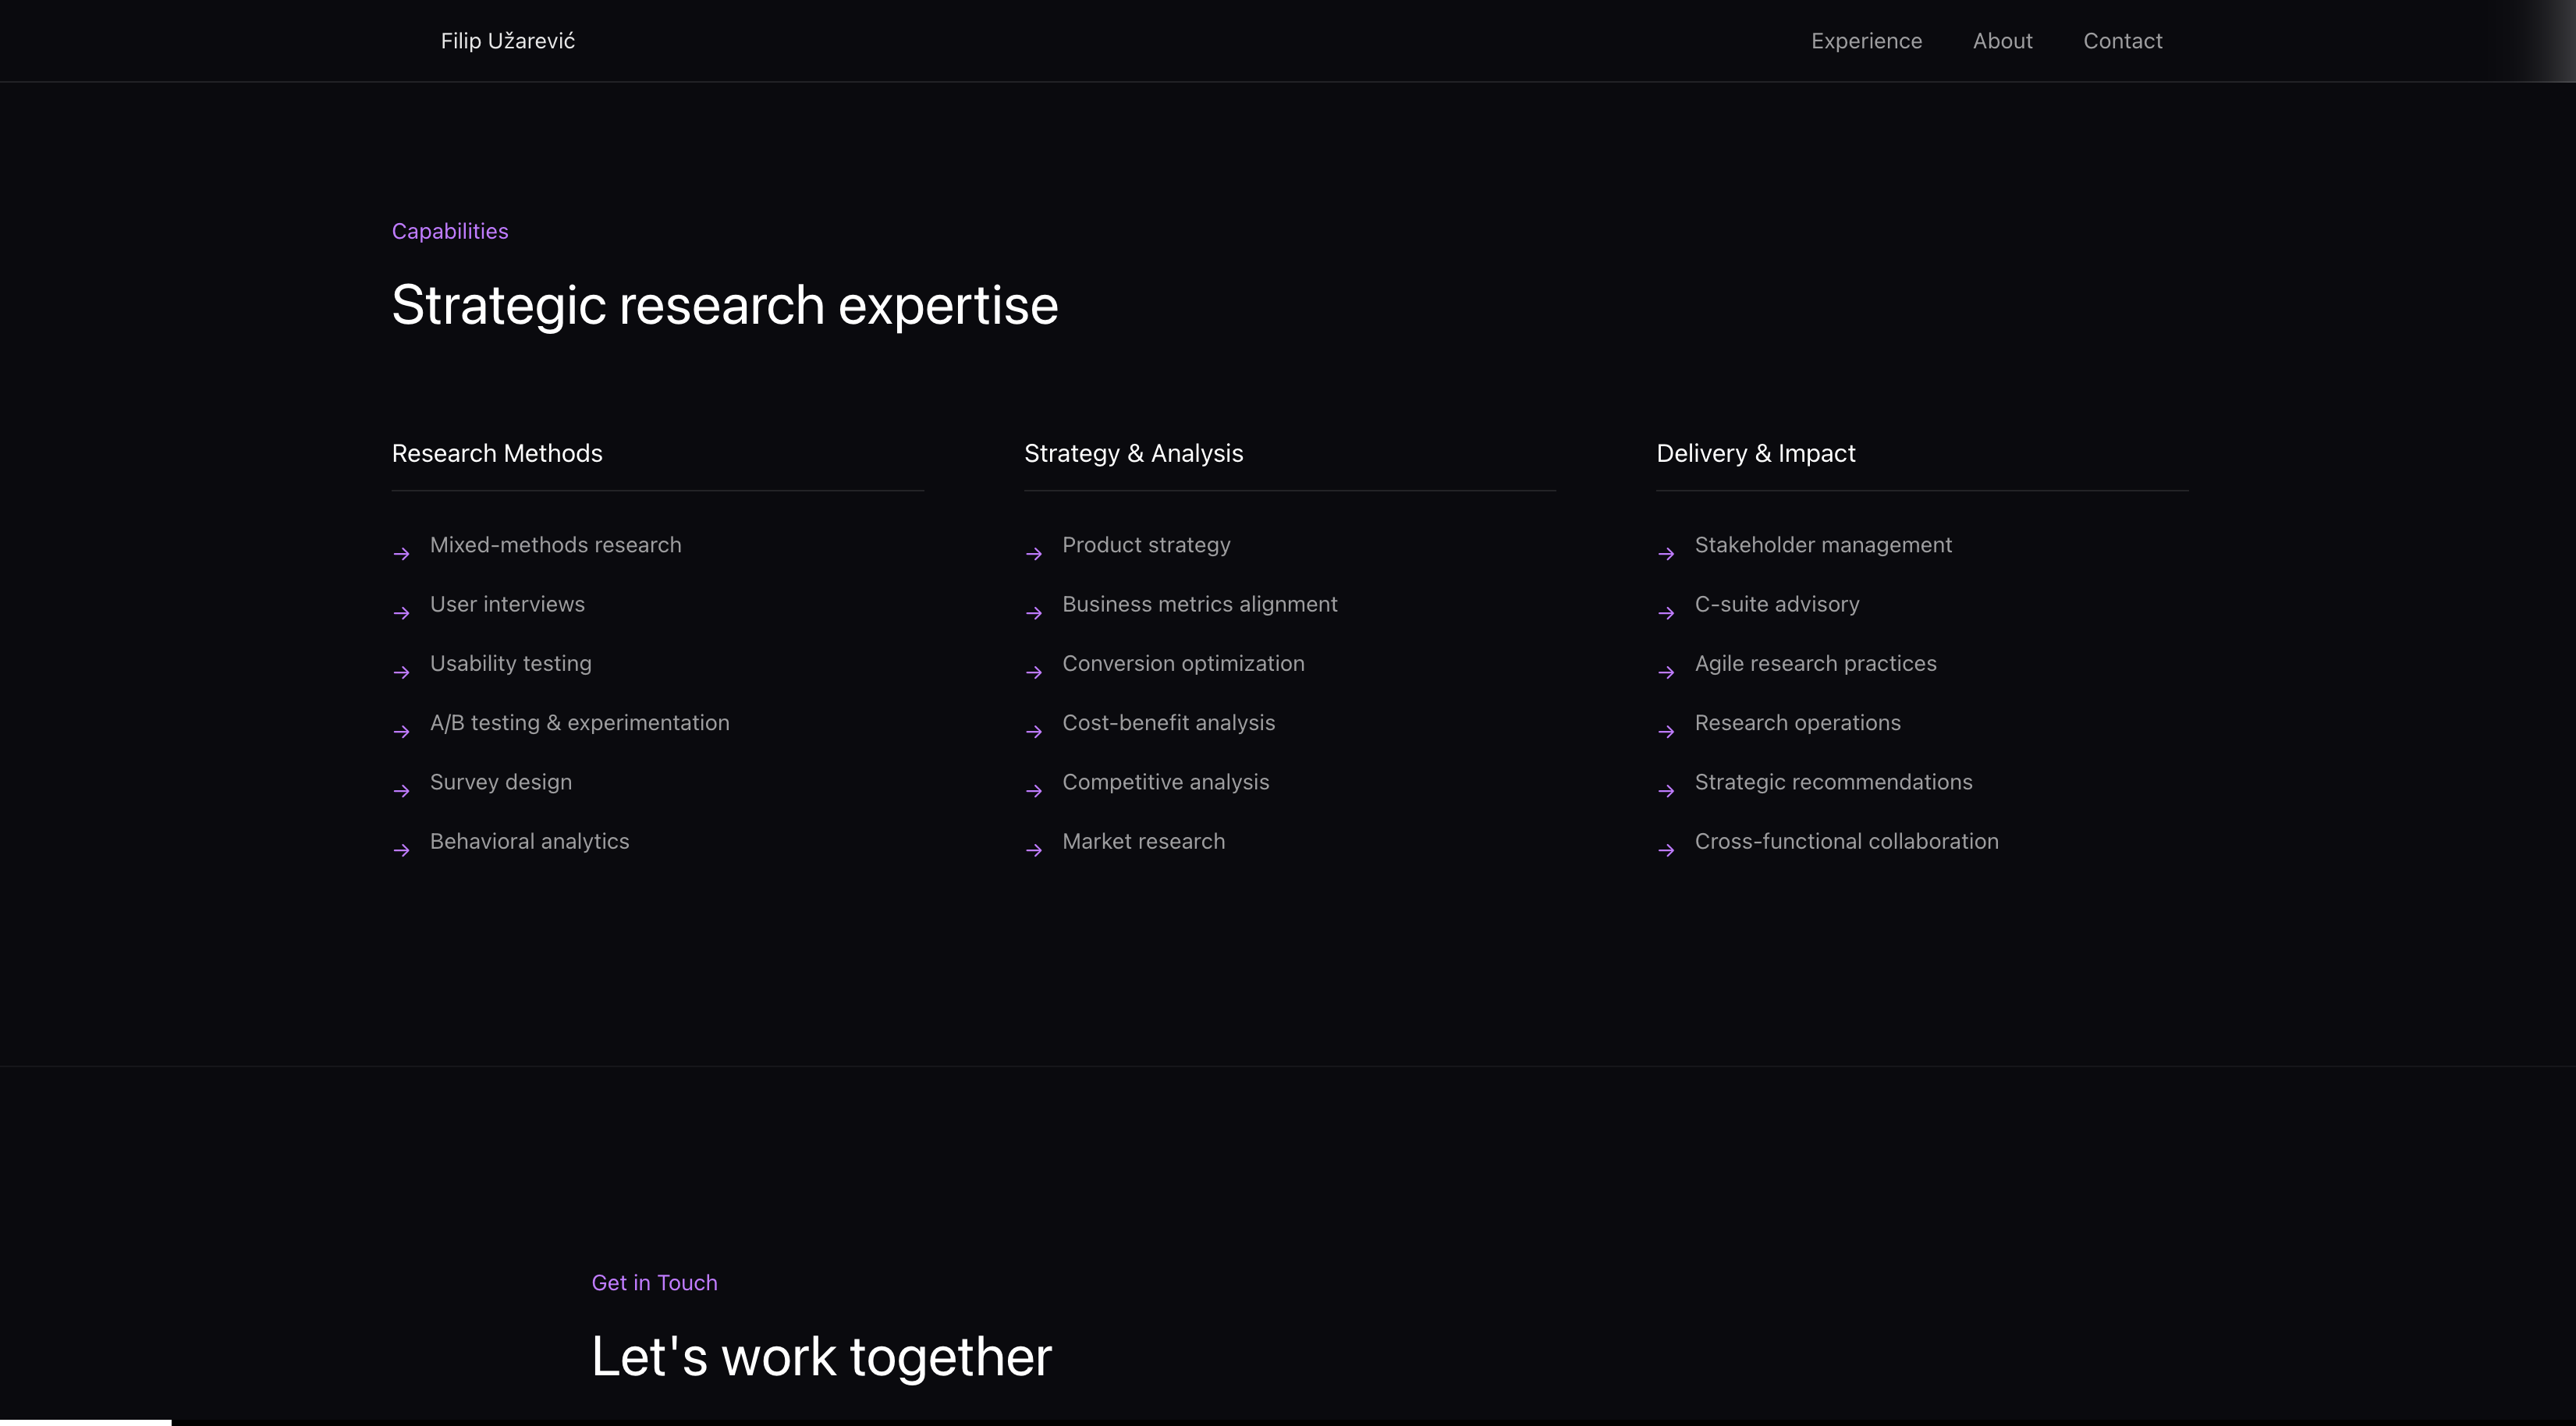 Filip Užarević
Experience About Contact
Capabilities
Strategic research expertise
Research Methods
→ Mixed-methods research
→ User interviews
→ Usability testing
→ A/B testing & experimentation
→ Survey design
→ Behavioral analytics
Strategy & Analysis
→ Product strategy
→ Business metrics alignment
→ Conversion optimization
→ Cost-benefit analysis
→ Competitive analysis
→ Market research
Delivery & Impact
→ Stakeholder management
→ C-suite advisory
→ Agile research practices
→ Research operations
→ Strategic recommendations
→ Cross-functional collaboration
Get in Touch
Let's work together